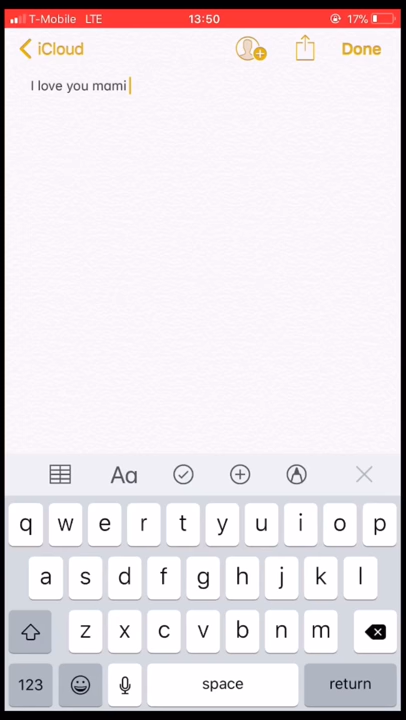 T-Mobile LTE 13:50 17%
iCloud Done
I love you mami
Aa
q w e r t y u i o p
a s d f g h j k l
z x c v b n m
123 space return